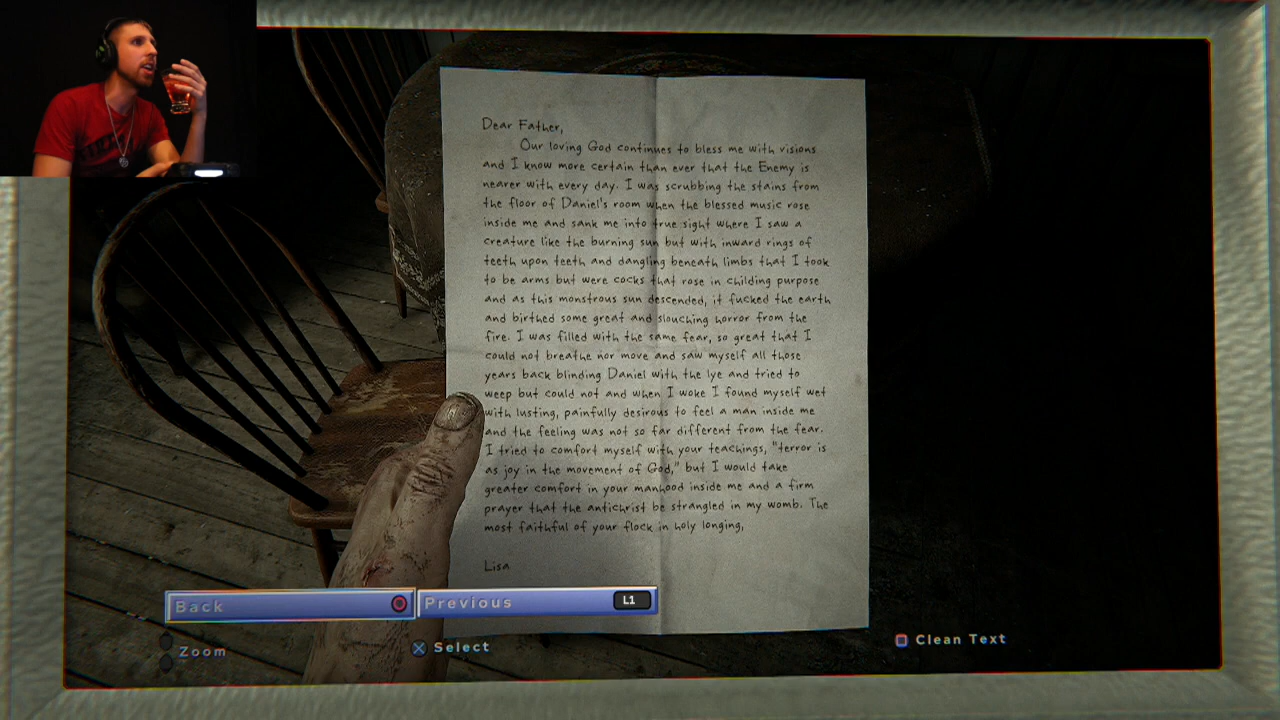 Dear Father,
Our loving God continues to bless me with visions
and I know more certain than ever that the Enemy is
nearer with every day. I was scrubbing the stains from
the floor of Daniel's room when the blessed music rose
inside me and sank me into true sight where I saw a
creature like the burning sun but with inward rings of
teeth upon teeth and dangling beneath limbs that I took
to be arms but were cocks that rose in childing purpose
and as this monstrous sun descended, it fucked the earth
and birthed some great and slouching horror from the
fire. I was filled with the same fear, so great that I
could not breathe nor move and saw myself all those
years back blinding Daniel with the lye and tried to
weep but could not and when I woke I found myself wet
with lusting, painfully desirous to feel a man inside me
and the feeling was not so far different from the fear.
I tried to comfort myself with your teachings, "terror is
as joy in the movement of God," but I would take
greater comfort in your manhood inside me and a firm
prayer that the antichrist be strangled in my womb. The
most faithful of your flock in holy longing,
Lisa
Back
Previous L1
Zoom
Select
Clean Text